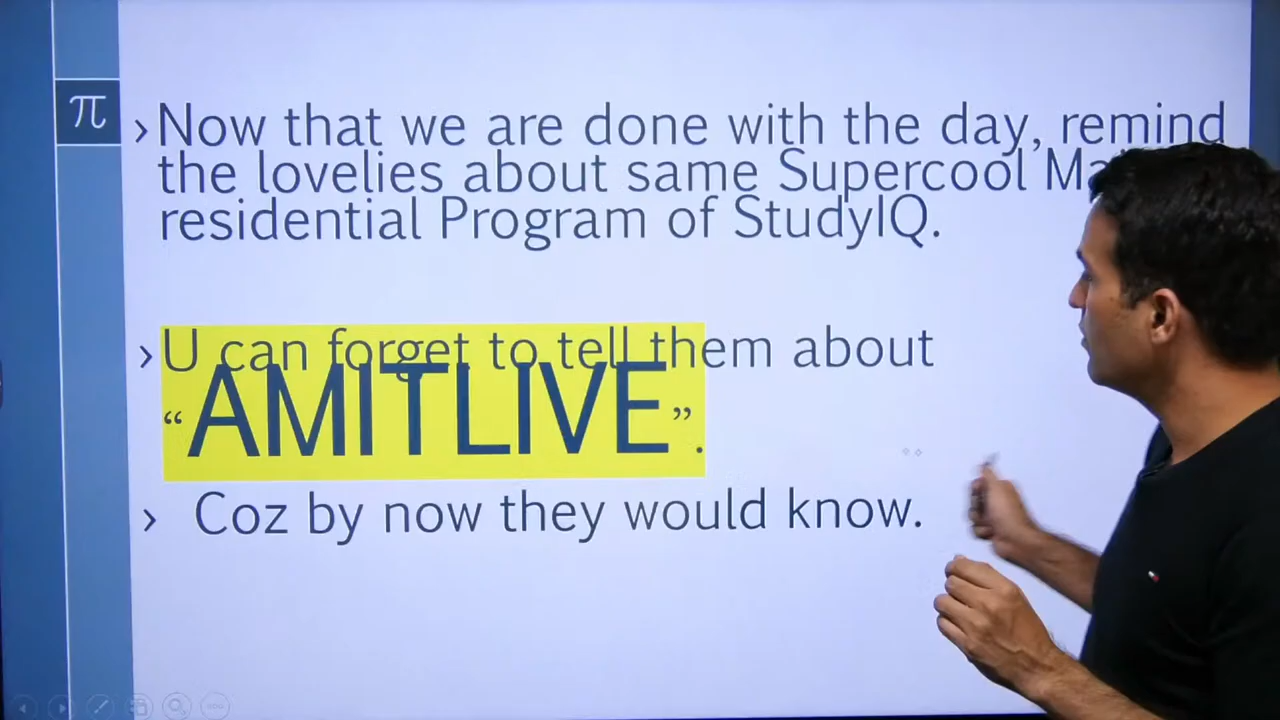 π
›Now that we are done with the day, remind
the lovelies about same Supercool
residential Program of StudyIQ.
›U can forget to tell them about
“AMITLIVE”.
› Coz by now they would know.